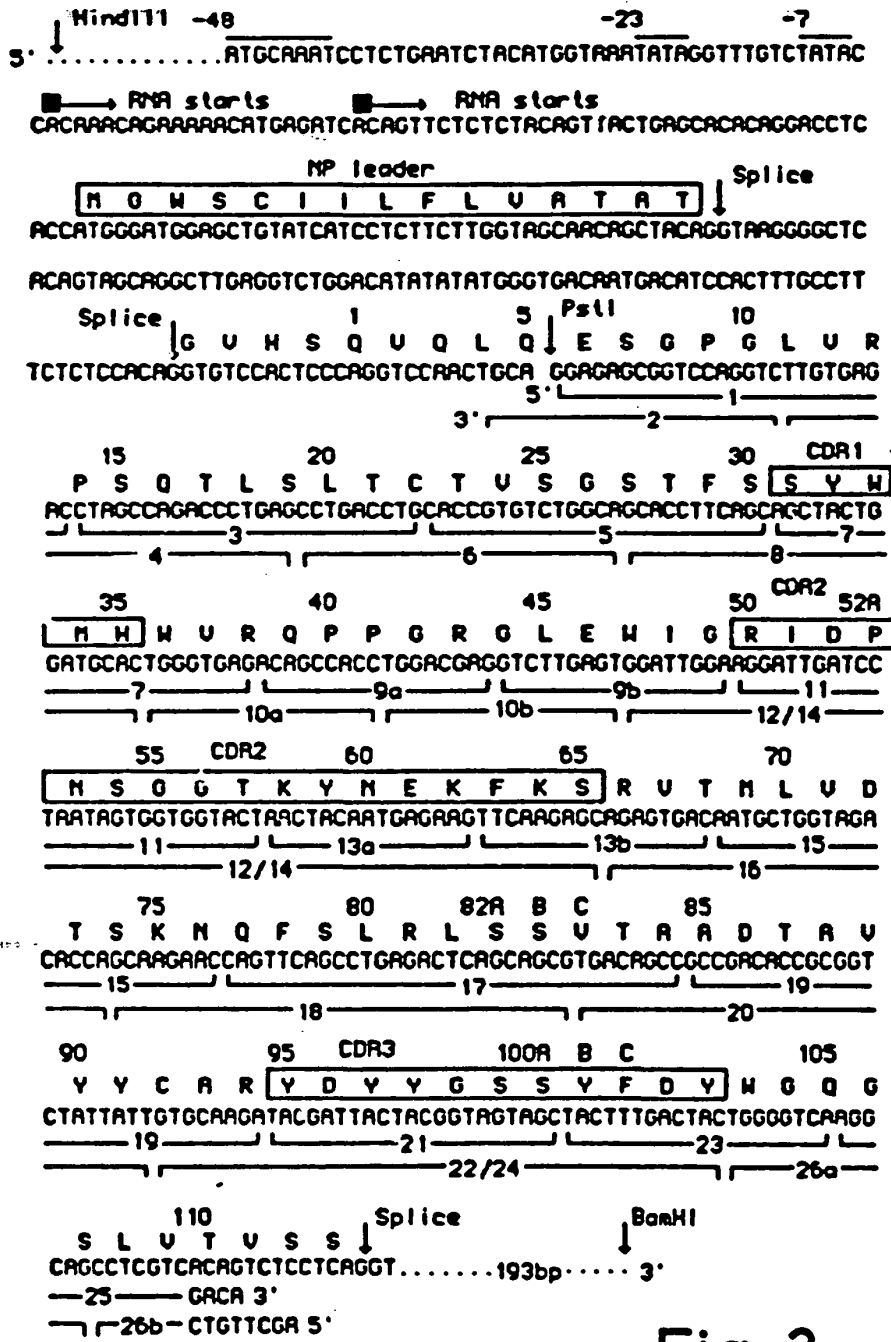 HindIII -48 -23 -7
5' ............ATGCAAATCCTCTGAATCTACATGGTAAATATAGGTTTGTCTATAC
RNA starts RNA starts
CACAAACAGAAAAACATGAGATCACAGTTCTCTCTACAGTTACTGAGCACACAGGACCTC
NP leader Splice
M G W S C I I L F L V A T A T
ACCATGGGATGGAGCTGTATCATCCTCTTCTTGGTAGCAACAGCTACAGGTAAGGGGCTC
ACAGTAGCAGGCTTGAGGTCTGGACATATATATGGGTGACAATGACATCCACTTTGCCTT
Splice 1 5 PstI 10
G V H S Q V Q L Q E S G P G L V R
TCTCTCCACAGGTGTCCACTCCCAGGTCCAACTGCA GGAGAGCGGTCCAGGTCTTGTGAG
5' 1
3' 2
15 20 25 30 CDR1
P S Q T L S L T C T V S G S T F S S Y W
ACCTAGCCAGACCCTGAGCCTGACCTGCACCGTGTCTGGCAGCACCTTCAGCAGCTACTG
3 5 7
4 6 8
35 40 45 50 CDR2 52A
M H W V R Q P P G R G L E W I G R I D P
GATGCACTGGGTGAGACAGCCACCTGGACGAGGTCTTGAGTGGATTGGAAGGATTGATCC
7 9a 9b 11
10a 10b 12/14
55 CDR2 60 65 70
N S G G T K Y N E K F K S R V T M L V D
TAATAGTGGTGGTACTAACTACAATGAGAAGTTCAAGAGCAGAGTGACAATGCTGGTAGA
11 13a 13b 15
12/14 16
75 80 82A B C 85
T S K N Q F S L R L S S V T A A D T A V
CACCAGCAAGAACCAGTTCAGCCTGAGACTCAGCAGCGTGACAGCCGCCGACACCGCGGT
15 17 19
18 20
90 95 CDR3 100A B C 105
Y Y C A R Y D Y Y G S S Y F D Y W G Q G
CTATTATTGTGCAAGATACGATTACTACGGTAGTAGCTACTTTGACTACTGGGGTCAAGG
19 21 23
22/24 26a
110 Splice BamHI
S L V T V S S
CAGCCTCGTCACAGTCTCCTCAGGT.......193bp..... 3'
25 GACA 3'
26b CTGTTCGA 5'